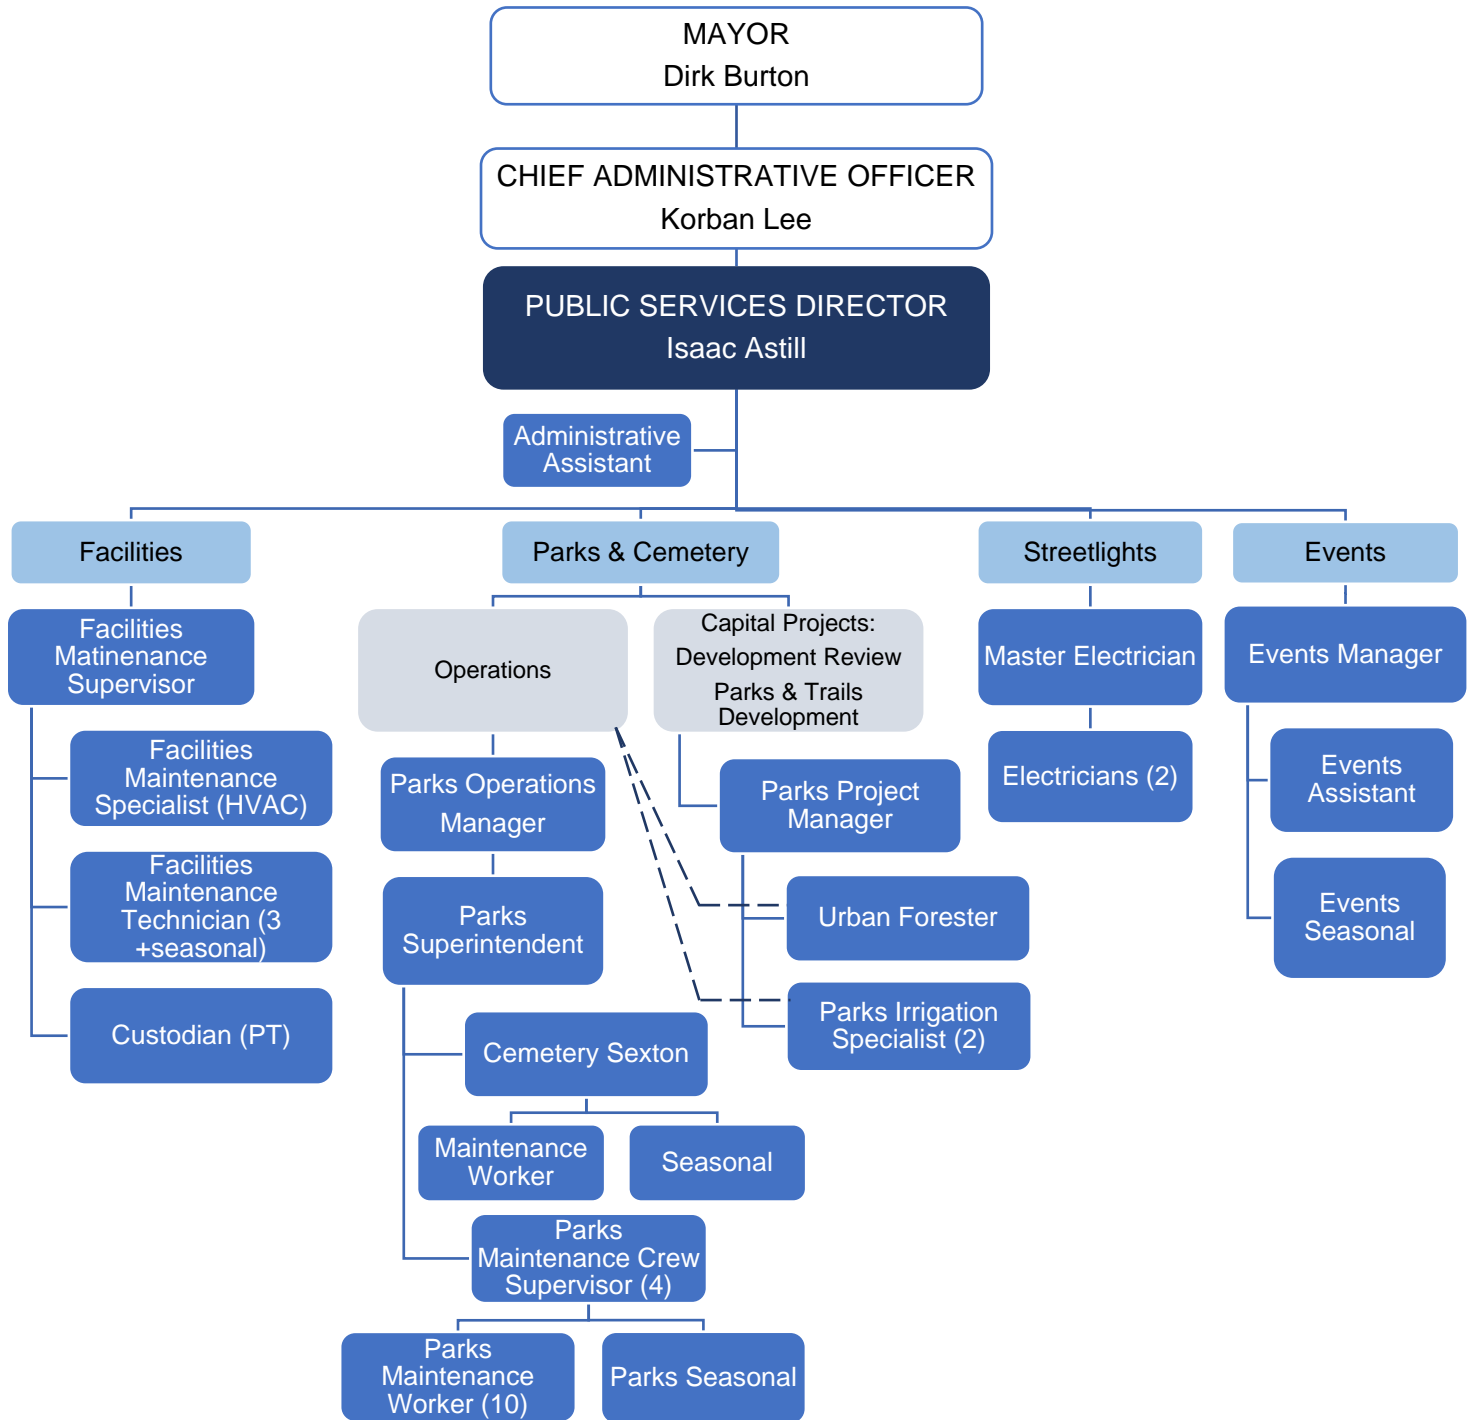 MAYOR
Dirk Burton
CHIEF ADMINISTRATIVE OFFICER
Korban Lee
PUBLIC SERVICES DIRECTOR
Isaac Astill
Administrative
Assistant
Facilities
Parks & Cemetery
Streetlights
Events
Facilities
Matinenance
Supervisor
Operations
Capital Projects:
Development Review
Parks & Trails
Development
Master Electrician
Events Manager
Facilities
Maintenance
Specialist (HVAC)
Parks Operations
Manager
Parks Project
Manager
Electricians (2)
Events
Assistant
Facilities
Maintenance
Technician (3
+seasonal)
Parks
Superintendent
Urban Forester
Events
Seasonal
Custodian (PT)
Cemetery Sexton
Parks Irrigation
Specialist (2)
Maintenance
Worker
Seasonal
Parks
Maintenance Crew
Supervisor (4)
Parks
Maintenance
Worker (10)
Parks Seasonal